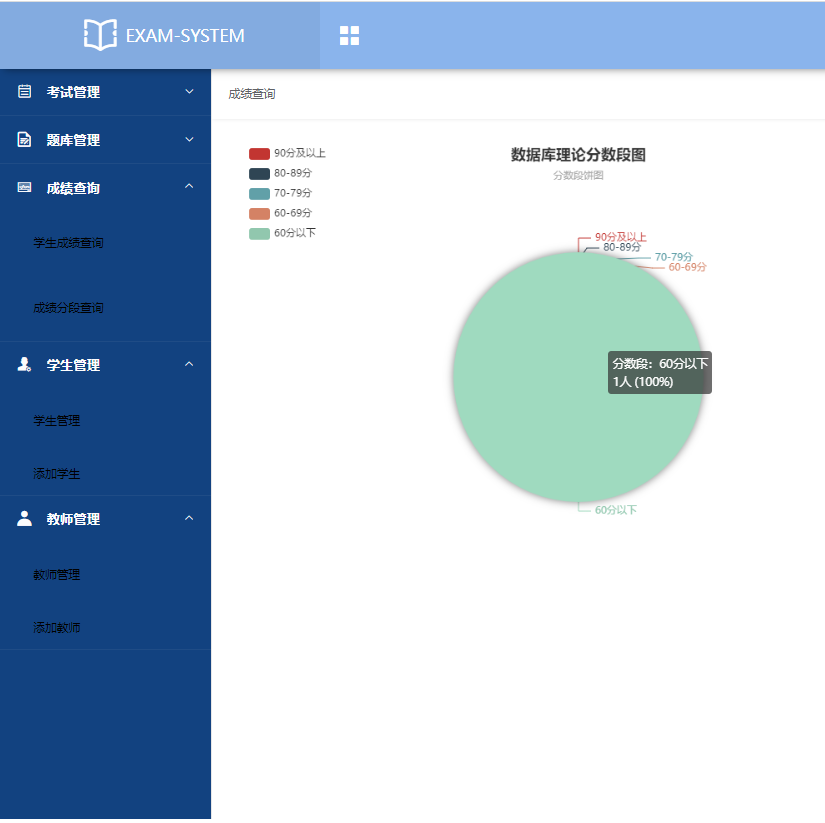 EXAM-SYSTEM
考试管理
题库管理
成绩查询
学生成绩查询
成绩分段查询
学生管理
学生管理
添加学生
教师管理
教师管理
添加教师
成绩查询
90分及以上
80-89分
70-79分
60-69分
60分以下
数据库理论分数段图
分数段饼图
90分及以上
80-89分
70-79分
60-69分
分数段：60分以下
1人 (100%)
60分以下